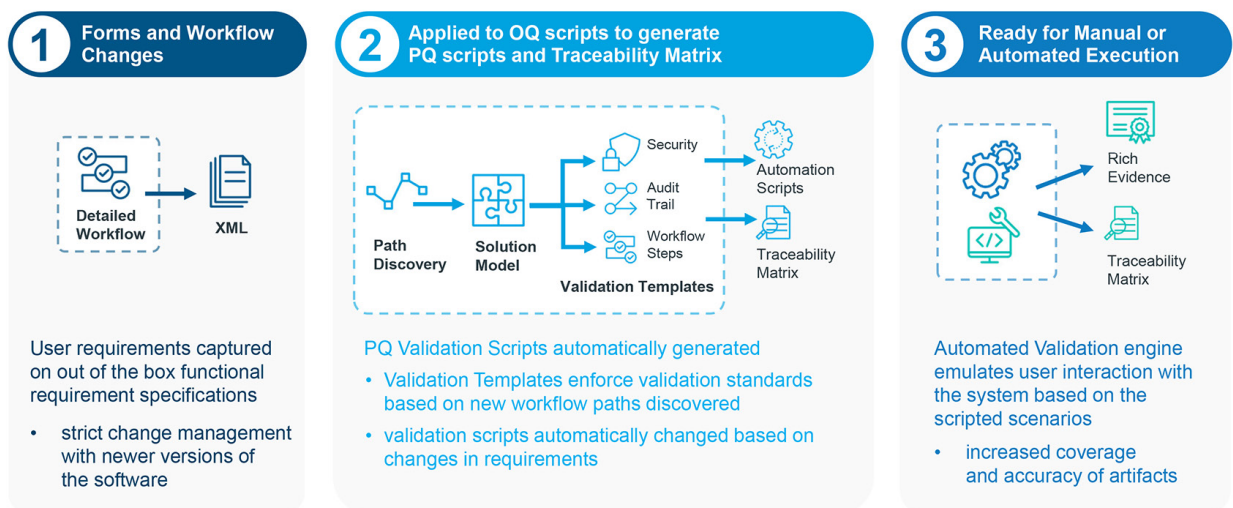 1
Forms and Workflow
Changes
Detailed
Workflow
XML
User requirements captured
on out of the box functional
requirement specifications
• strict change management
with newer versions of
the software
2
Applied to OQ scripts to generate
PQ scripts and Traceability Matrix
Path
Discovery
Solution
Model
Security
Audit
Trail
Workflow
Steps
Validation Templates
Automation
Scripts
Traceability
Matrix
PQ Validation Scripts automatically generated
• Validation Templates enforce validation standards
based on new workflow paths discovered
• validation scripts automatically changed based on
changes in requirements
3
Ready for Manual or
Automated Execution
</>
Rich
Evidence
Traceability
Matrix
Automated Validation engine
emulates user interaction with
the system based on the
scripted scenarios
• increased coverage
and accuracy of artifacts